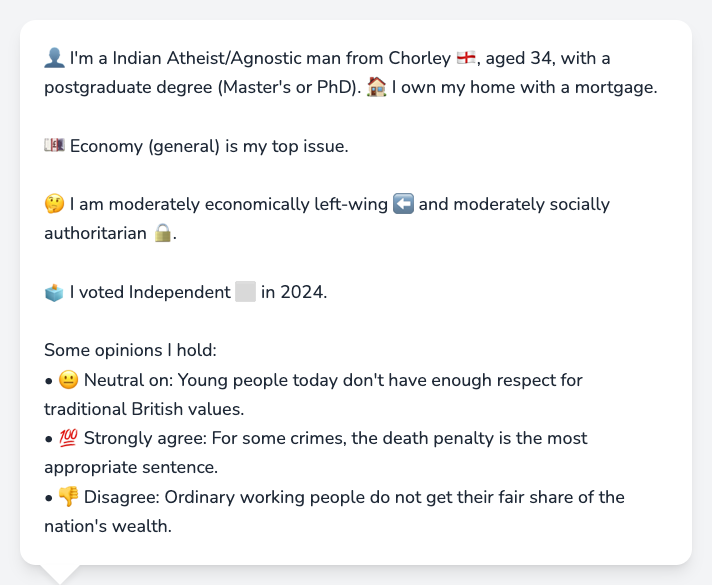 👤 I'm a Indian Atheist/Agnostic man from Chorley 🏴󠁧󠁢󠁥󠁮󠁧󠁿, aged 34, with a
postgraduate degree (Master's or PhD). 🏠 I own my home with a mortgage.
💷 Economy (general) is my top issue.
🤔 I am moderately economically left-wing ⬅️ and moderately socially
authoritarian 🔒.
🗳️ I voted Independent ⬜ in 2024.
Some opinions I hold:
• 😐 Neutral on: Young people today don't have enough respect for
traditional British values.
• 💯 Strongly agree: For some crimes, the death penalty is the most
appropriate sentence.
• 👎 Disagree: Ordinary working people do not get their fair share of the
nation's wealth.